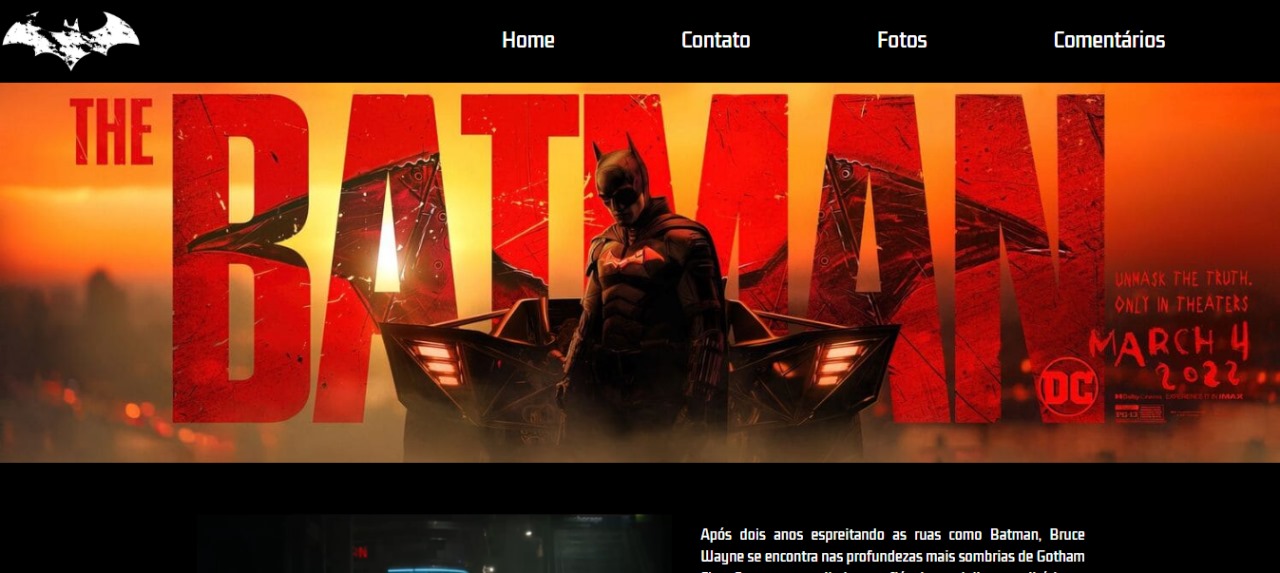 Home Contato Fotos Comentários
THE BATMAN
UNMASK THE TRUTH.
ONLY IN THEATERS
MARCH 4
2022
DC
EXPERIENCE IT IN IMAX
PG-13
Após dois anos espreitando as ruas como Batman, Bruce
Wayne se encontra nas profundezas mais sombrias de Gotham